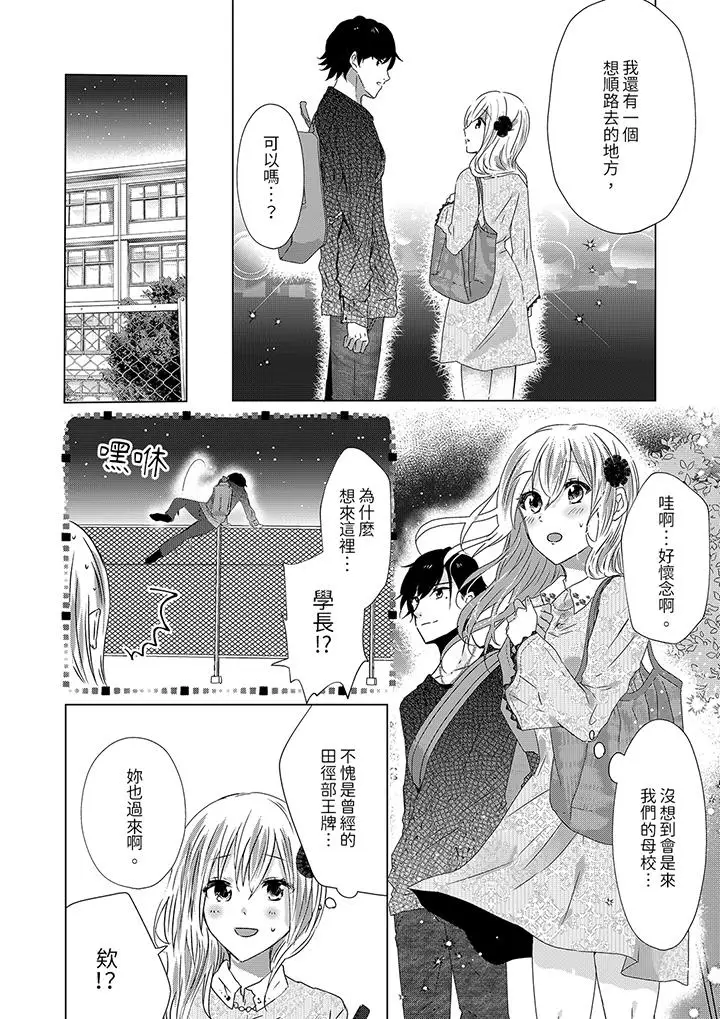 我還有一個
想順路去的地方，
可以嗎…？
哇啊…好懷念啊。
沒想到會是來
我們的母校…
嘿咻
為什麼
想來這裡…
學長!?
不愧是曾經的
田徑部王牌…
妳也過來啊。
欸!?